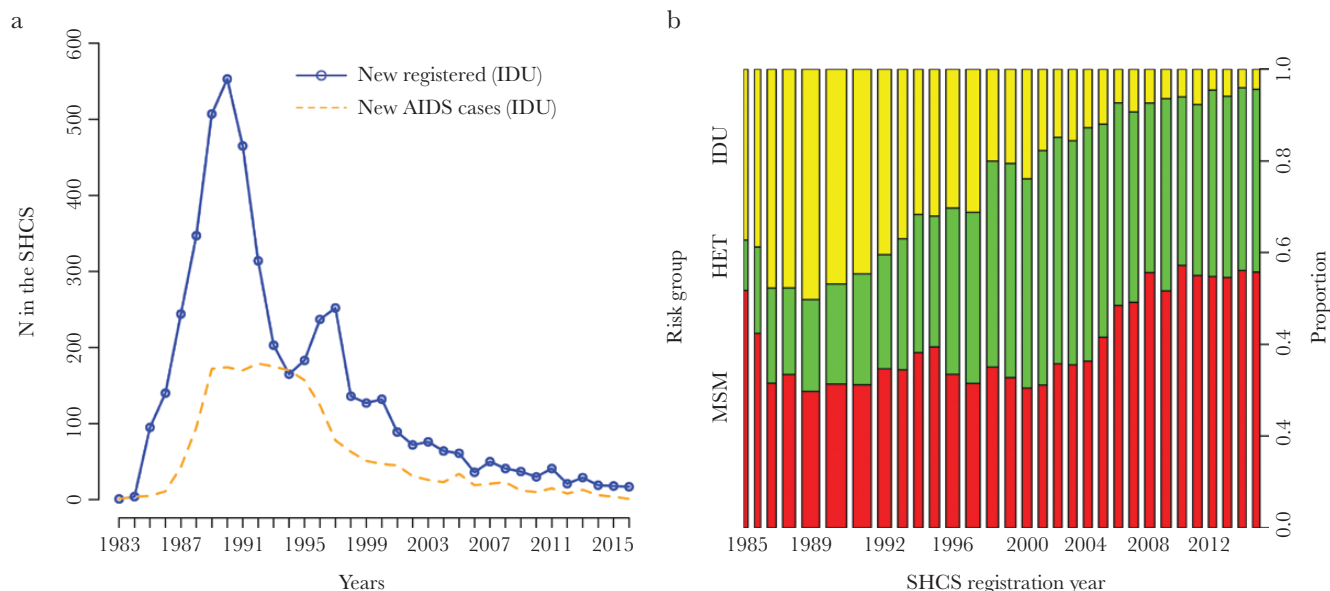 a
600
500
400
300
200
100
0
N in the SHCS
New registered (IDU)
New AIDS cases (IDU)
1983 1987 1991 1995 1999 2003 2007 2011 2015
Years
b
IDU
HET
MSM
Risk group
1.0
0.8
0.6
0.4
0.4
0.0
Proportion
1985 1989 1992 1996 2000 2004 2008 2012
SHCS registration year